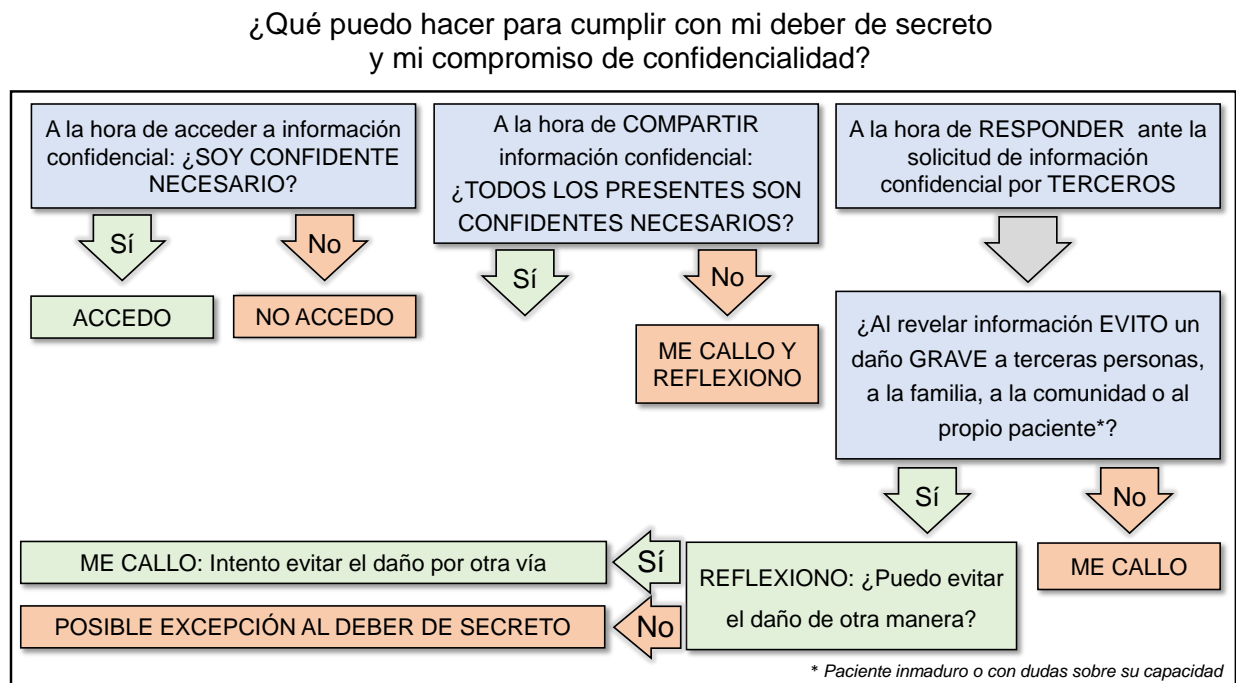 ¿Qué puedo hacer para cumplir con mi deber de secreto
y mi compromiso de confidencialidad?
A la hora de acceder a información
confidencial: ¿SOY CONFIDENTE
NECESARIO?
Sí
No
ACCEDO
NO ACCEDO
A la hora de COMPARTIR
información confidencial:
¿TODOS LOS PRESENTES SON
CONFIDENTES NECESARIOS?
Sí
No
ME CALLO Y
REFLEXIONO
A la hora de RESPONDER ante la
solicitud de información
confidencial por TERCEROS
¿Al revelar información EVITO un
daño GRAVE a terceras personas,
a la familia, a la comunidad o al
propio paciente*?
Sí
No
ME CALLO
REFLEXIONO: ¿Puedo evitar
el daño de otra manera?
Sí
ME CALLO: Intento evitar el daño por otra vía
No
POSIBLE EXCEPCIÓN AL DEBER DE SECRETO
* Paciente inmaduro o con dudas sobre su capacidad